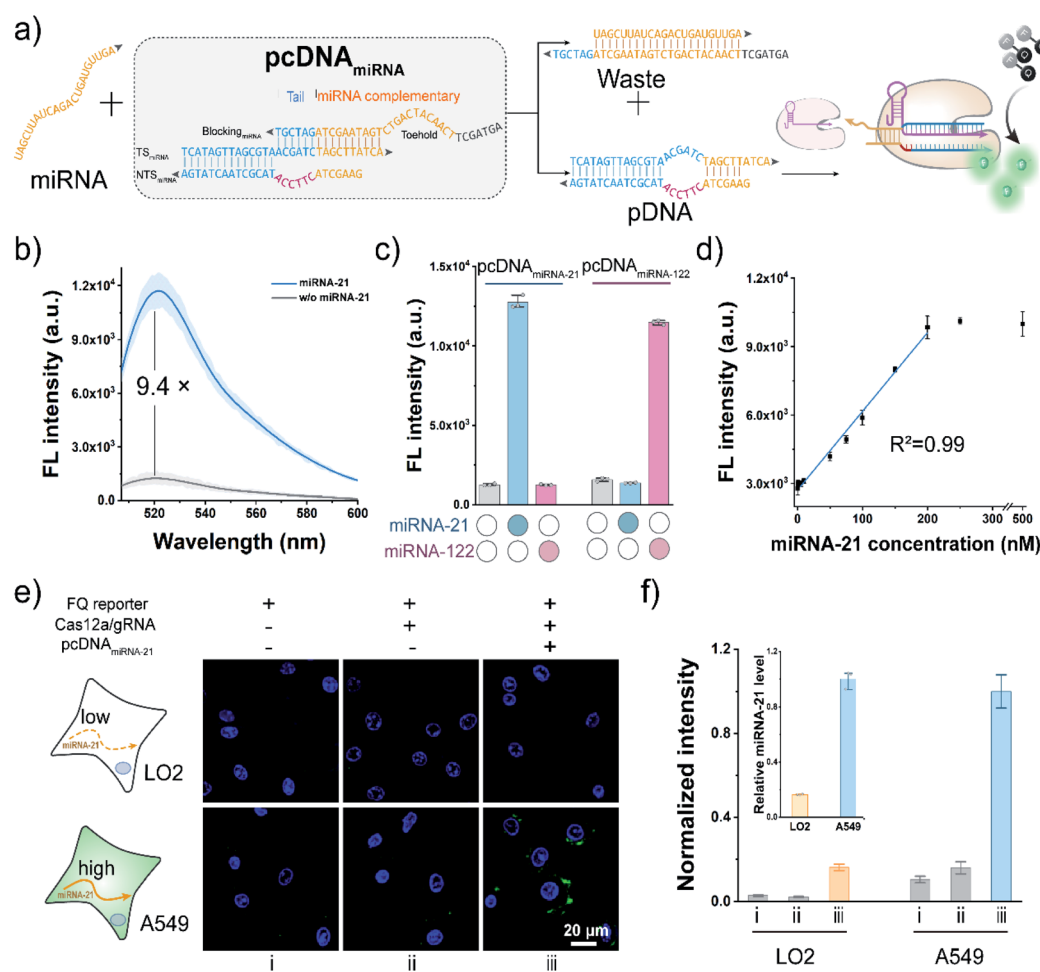 a)
miRNA
UAGCUUAUCAGACUGAUGUUGA
+
pcDNAmiRNA
Tail
miRNA complementary
BlockingmiRNA
TGCTAGATCGAATAGTCTGACTACAACTTCGATGA
Toehold
TSmiRNA
TCATAGTTAGCGTAACGATCTAGCTTATCA
NTSmiRNA
AGTATCAATCGCATACCTTCATCGAAG
UAGCUUAUCAGACUGAUGUUGA
TGCTAGATCGAATAGTCTGACTACAACTTCGATGA
Waste
+
TCATAGTTAGCGTAACGATCTAGCTTATCA
AGTATCAATCGCATACCTTCATCGAAG
pDNA
F Q
F Q
F Q
b)
FL intensity (a.u.)
1.2x10⁴
9.0x10³
6.0x10³
3.0x10³
0.0
miRNA-21
w/o miRNA-21
9.4 ×
520 540 560 580 600
Wavelength (nm)
c)
FL intensity (a.u.)
1.5x10⁴
1.0x10⁴
5.0x10³
0.0
pcDNAmiRNA-21 pcDNAmiRNA-122
miRNA-21
miRNA-122
d)
FL intensity (a.u.)
1.2x10⁴
9.0x10³
6.0x10³
3.0x10³
R²=0.99
0 100 200 300 500
miRNA-21 concentration (nM)
e)
FQ reporter + + +
Cas12a/gRNA - + +
pcDNAmiRNA-21 - - +
low
miRNA-21
LO2
high
miRNA-21
A549
20 μm
i ii iii
f)
Normalized intensity
1.2
0.9
0.6
0.3
0.0
Relative miRNA-21 level
1.2
0.8
0.4
0.0
LO2 A549
i ii iii i ii iii
LO2 A549